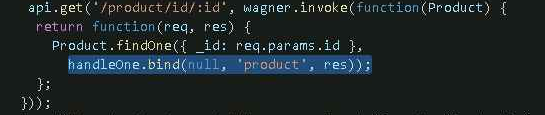 api.get('/product/id/:id', wagner.invoke(function(Product) {
return function(req, res) {
Product.findOne({ _id: req.params.id },
handleOne.bind(null, 'product', res));
};
}));